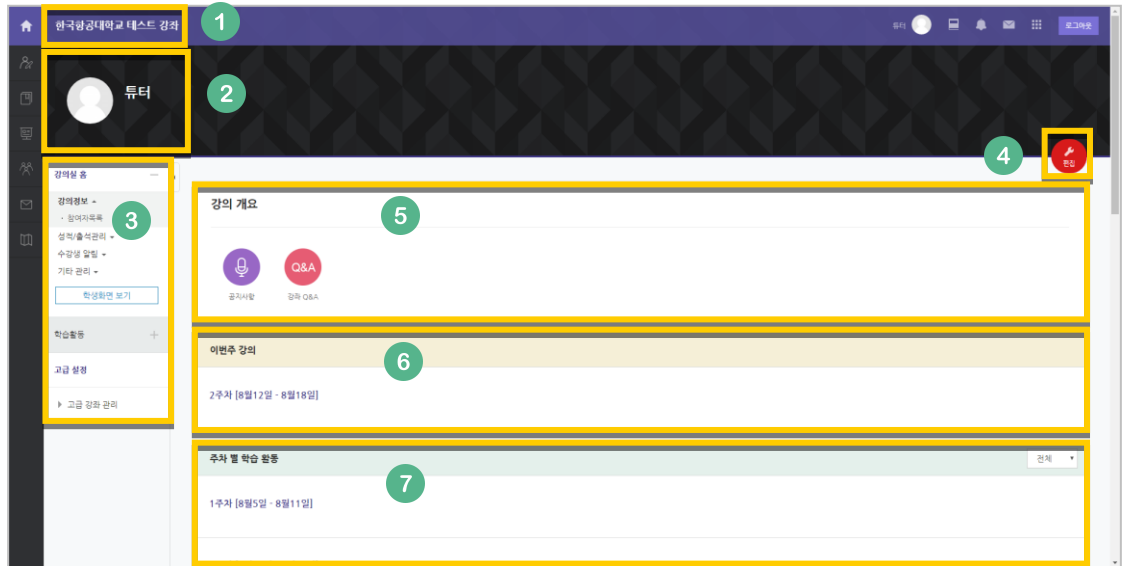 한국항공대학교 테스트 강좌
1
튜터
로그아웃
튜터
2
4
편집
강의실 홈
강의정보
· 참여자목록
3
성적/출석관리
수강생 알림
기타 관리
학생화면 보기
학습활동
고급 설정
고급 강좌 관리
강의 개요
5
Q&A
공지사항
강좌 Q&A
이번주 강의
6
2주차 [8월12일 - 8월18일]
주차 별 학습 활동
전체
7
1주차 [8월5일 - 8월11일]